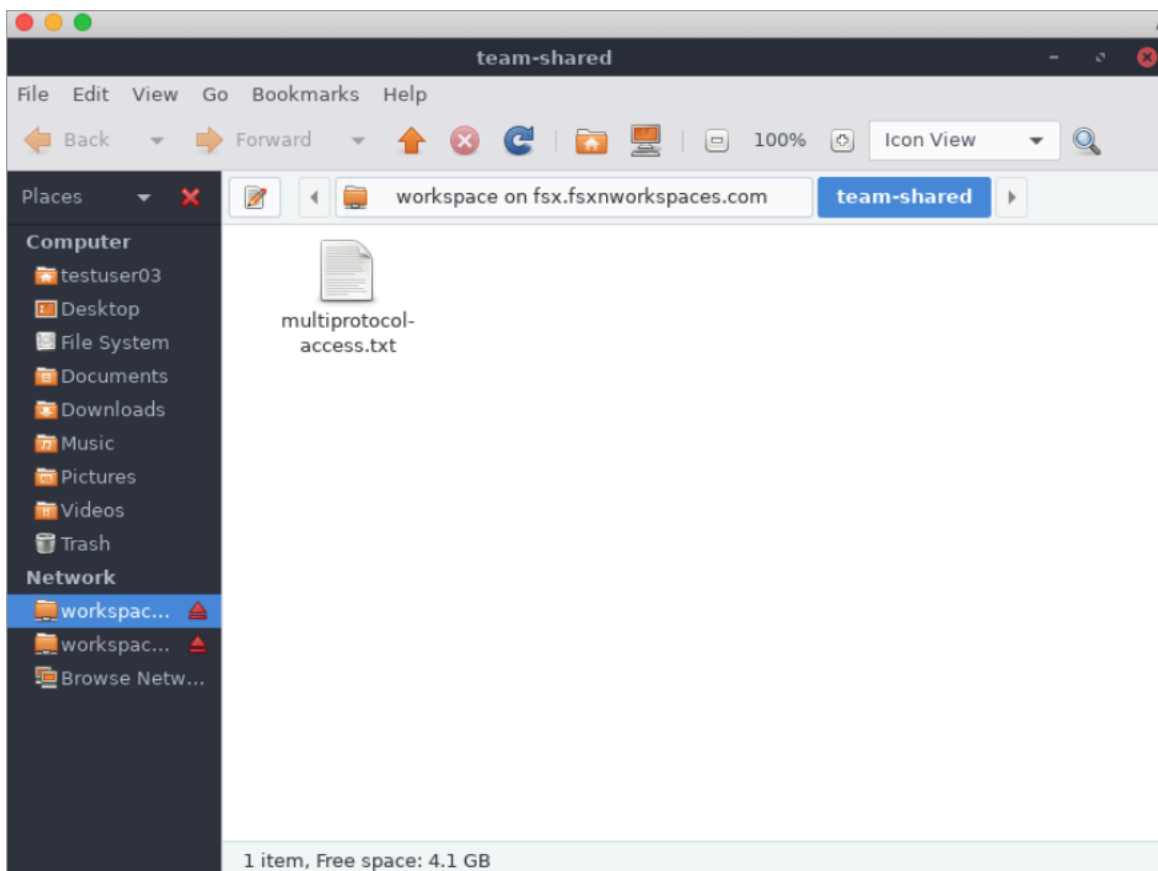 team-shared
File Edit View Go Bookmarks Help
Back Forward 100% Icon View
Places
workspace on fsx.fsxnworkspaces.com team-shared
Computer
testuser03
Desktop
File System
Documents
Downloads
Music
Pictures
Videos
Trash
Network
workspac...
workspac...
Browse Netw...
multiprotocol-
access.txt
1 item, Free space: 4.1 GB